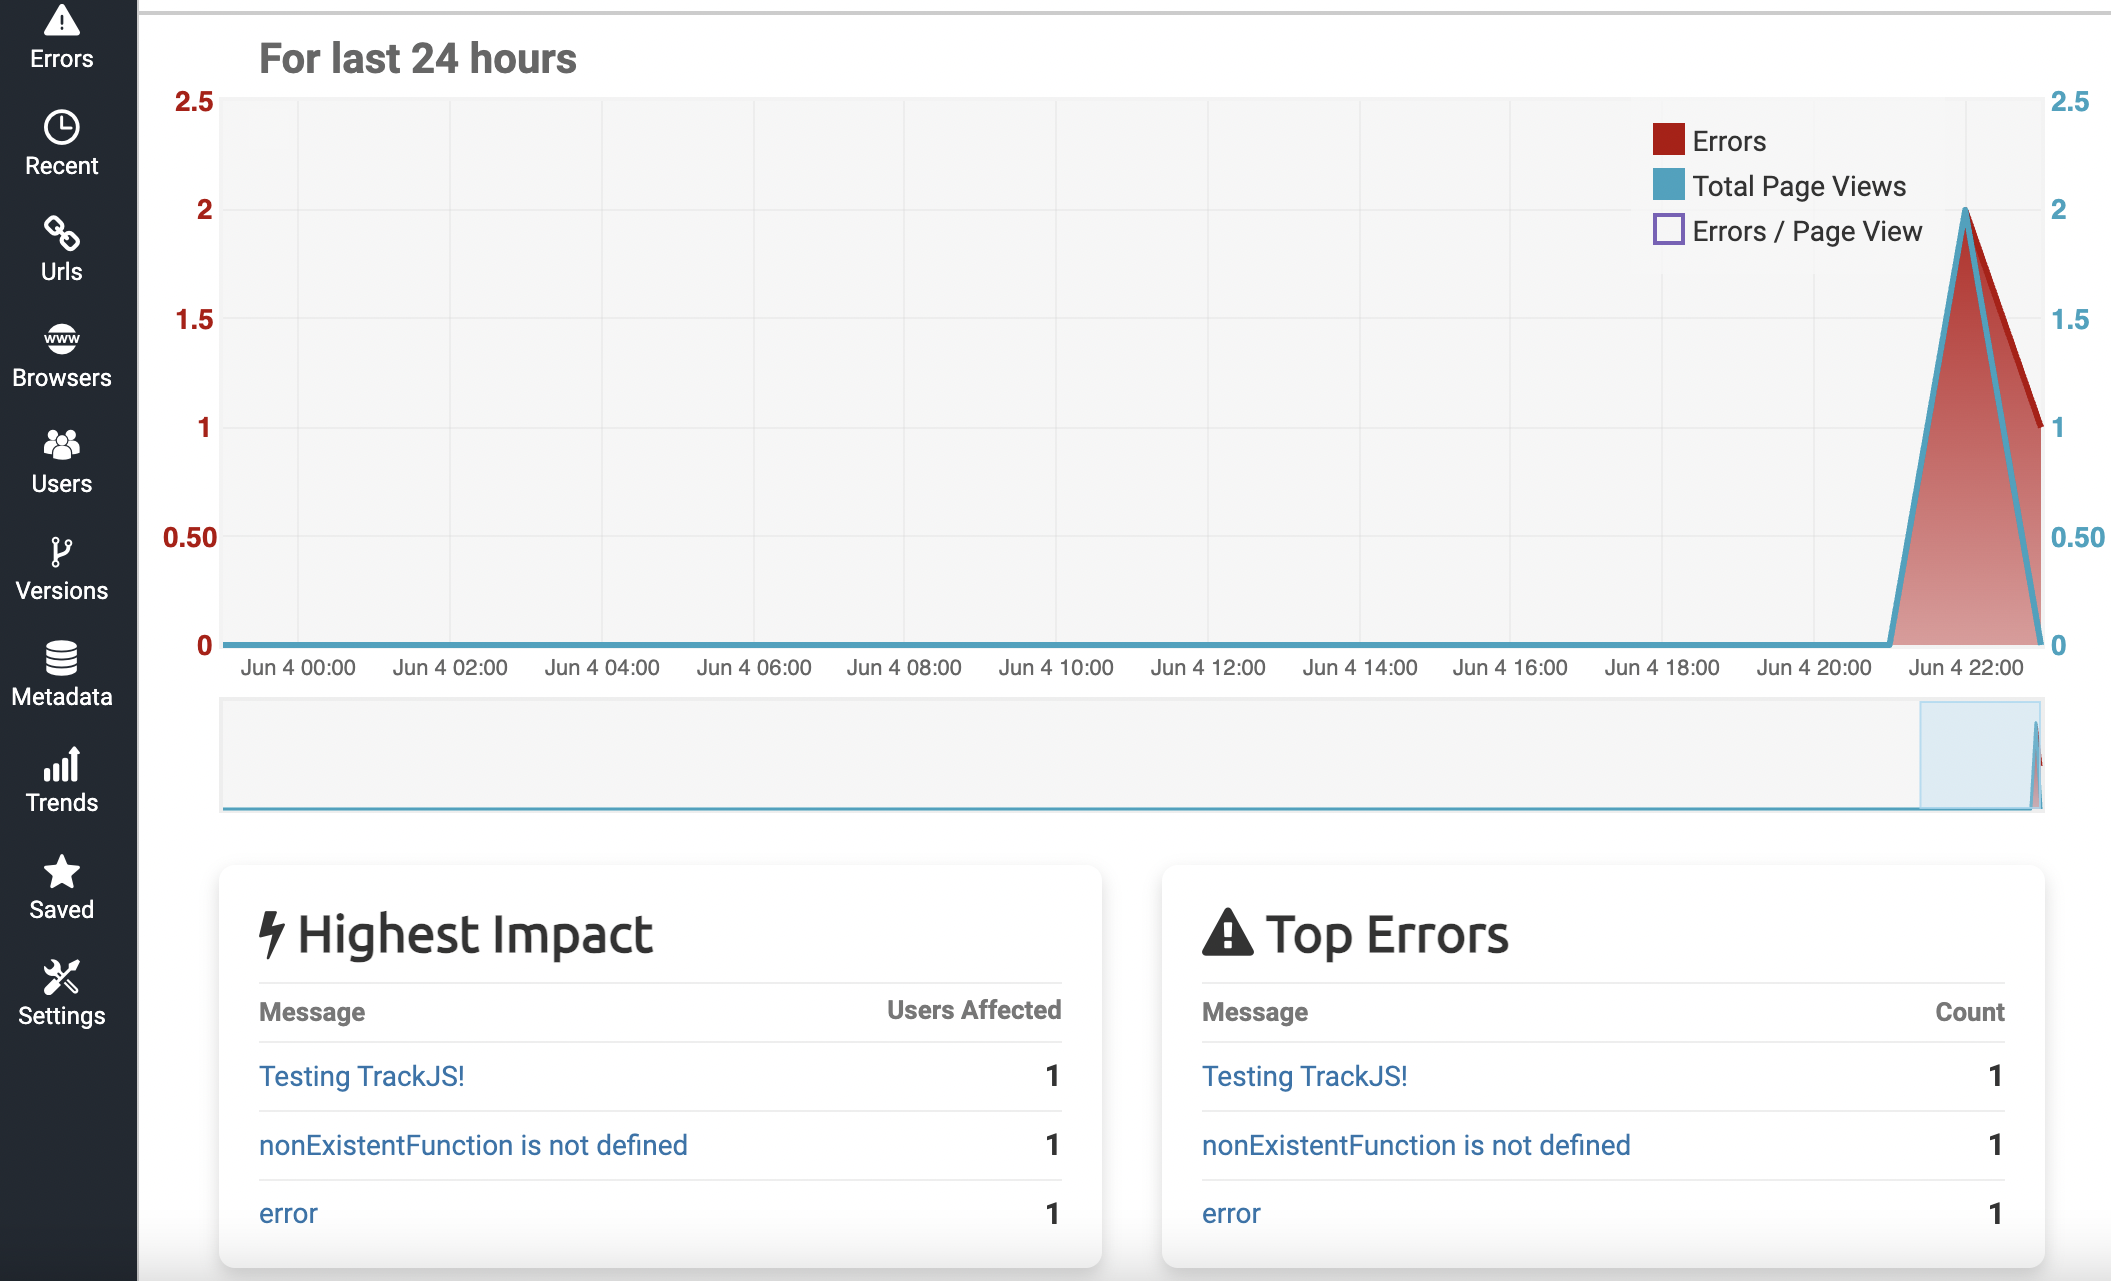 Errors
Recent
Urls
www
Browsers
Users
Versions
Metadata
Trends
Saved
Settings
For last 24 hours
2.5
2
1.5
1
0.50
0
2.5
2
1.5
1
0.50
0
Errors
Total Page Views
Errors / Page View
Jun 4 00:00 Jun 4 02:00 Jun 4 04:00 Jun 4 06:00 Jun 4 08:00 Jun 4 10:00 Jun 4 12:00 Jun 4 14:00 Jun 4 16:00 Jun 4 18:00 Jun 4 20:00 Jun 4 22:00
Highest Impact
Message Users Affected
Testing TrackJS! 1
nonExistentFunction is not defined 1
error 1
Top Errors
Message Count
Testing TrackJS! 1
nonExistentFunction is not defined 1
error 1